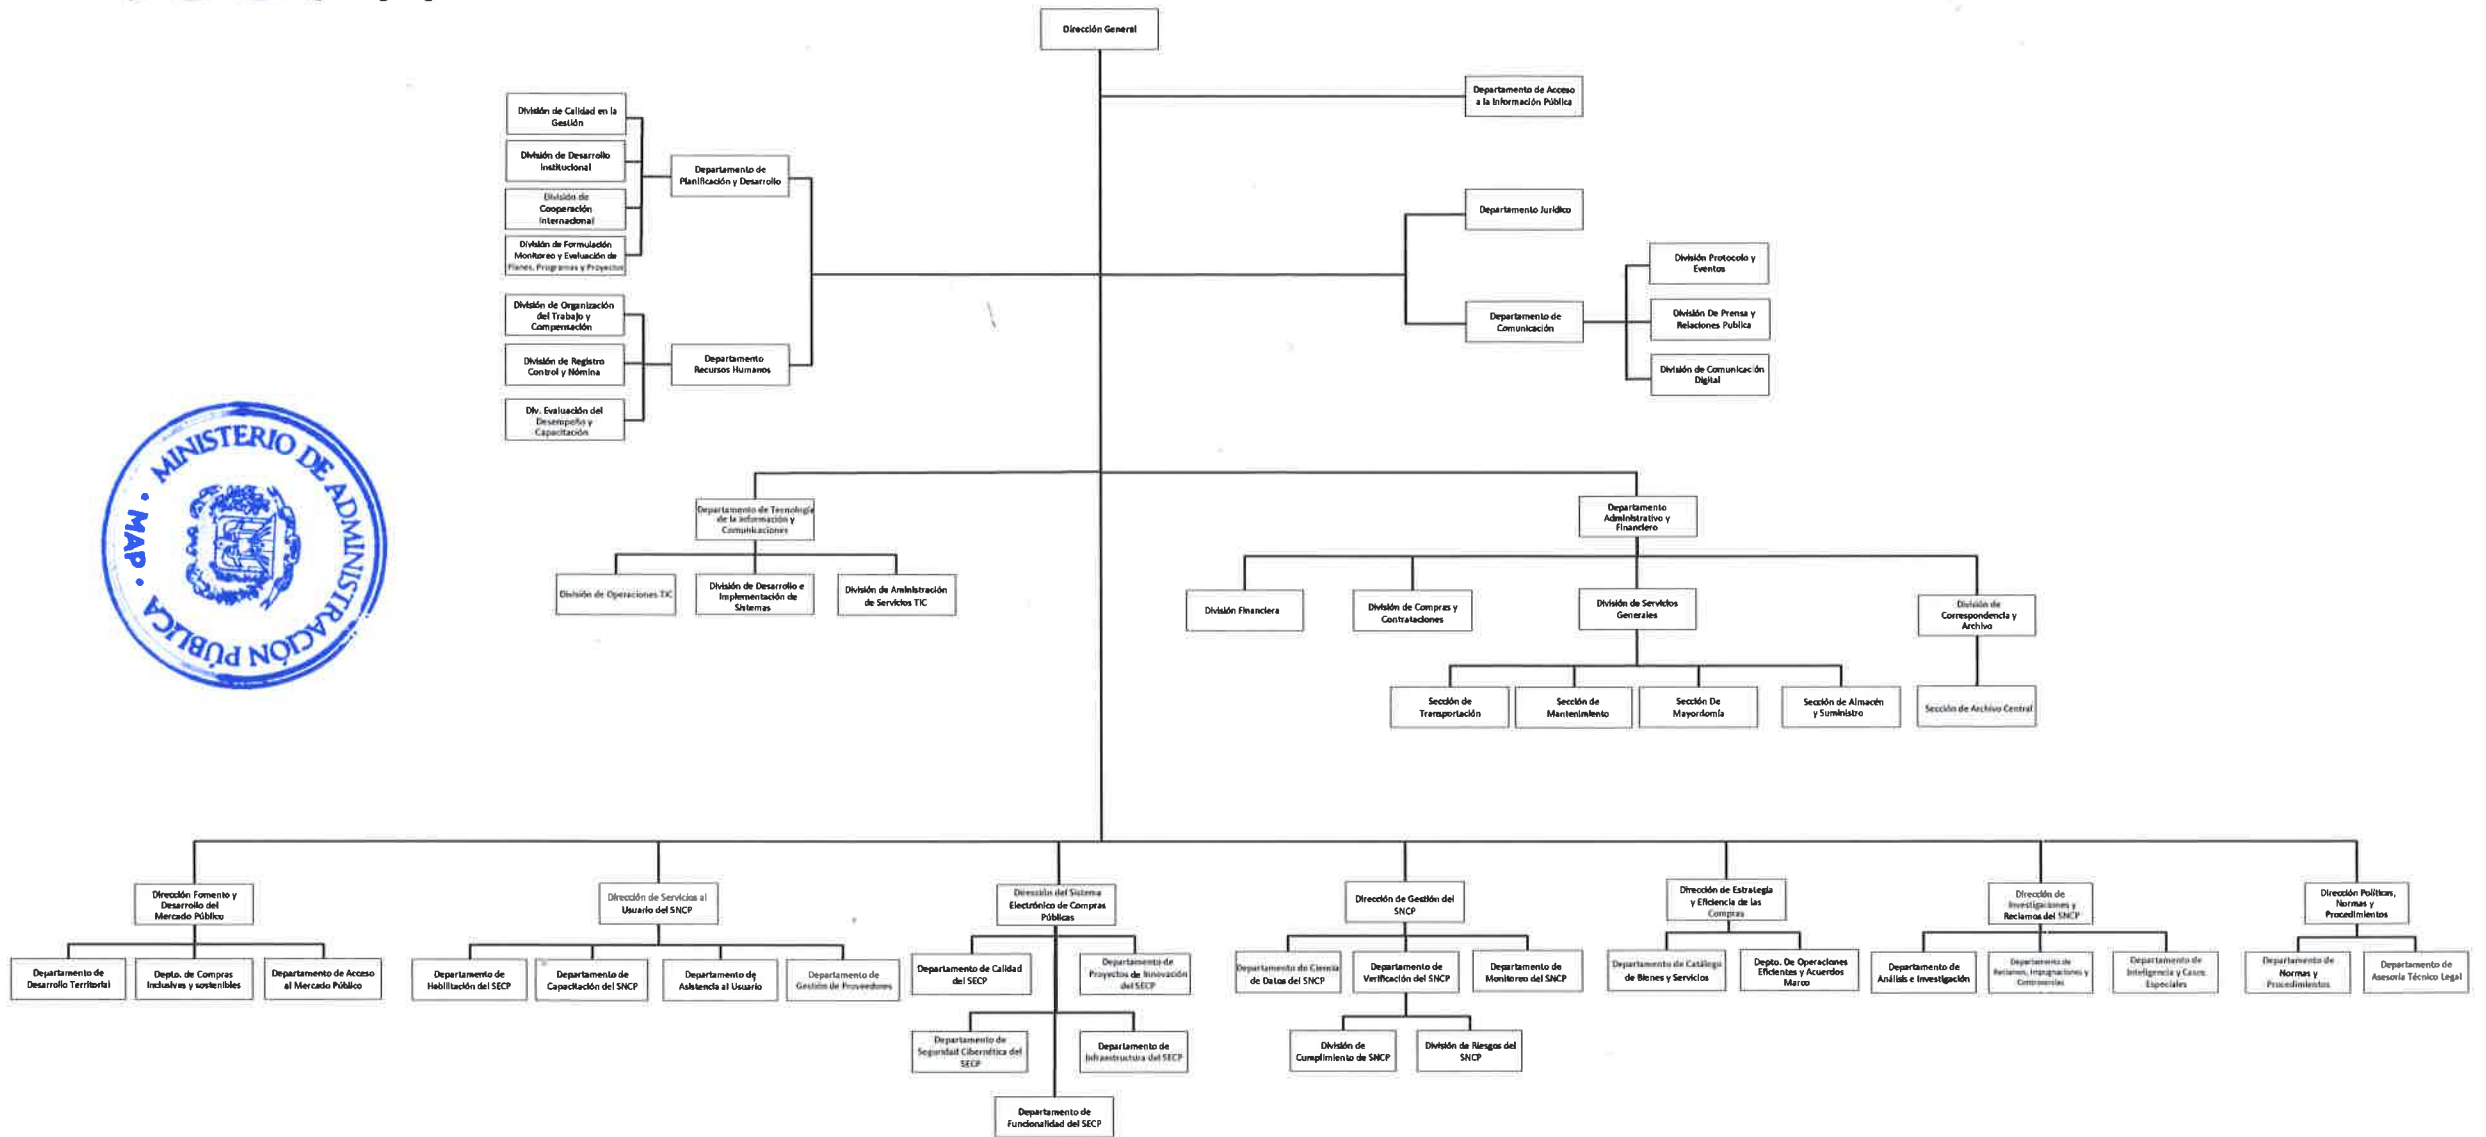 Dirección General
Departamento de Acceso
a la Información Pública
División de Calidad en la
Gestión
División de Desarrollo
Institucional
División de
Cooperación
Internacional
División de Formulación
Monitoreo y Evaluación de
Planes, Programas y Proyectos
Departamento de
Planificación y Desarrollo
División de Organización
del Trabajo y
Compensación
División de Registro
Control y Nómina
Div. Evaluación del
Desempeño y
Capacitación
Departamento
Recursos Humanos
Departamento Jurídico
Departamento de
Comunicación
División Protocolo y
Eventos
División De Prensa y
Relaciones Publica
División de Comunicación
Digital
MINISTERIO DE ADMINISTRACIÓN PÚBLICA
• MAP •
Departamento de Tecnología
de la Información y
Comunicaciones
División de Operaciones TIC
División de Desarrollo e
Implementación de
Sistemas
División de Aministración
de Servicios TIC
Departamento
Administrativo y
Financiero
División Financiera
División de Compras y
Contrataciones
División de Servicios
Generales
División de
Correspondencia y
Archivo
Sección de
Transportación
Sección de
Mantenimiento
Sección De
Mayordomía
Sección de Almacén
y Suministro
Sección de Archivo Central
Dirección Fomento y
Desarrollo del
Mercado Público
Departamento de
Desarrollo Territorial
Depto. de Compras
Inclusivas y sostenibles
Departamento de Acceso
al Mercado Público
Dirección de Servicios al
Usuario del SNCP
Departamento de
Habilitación del SECP
Departamento de
Capacitación del SNCP
Departamento de
Asistencia al Usuario
Departamento de
Gestión de Proveedores
Dirección del Sistema
Electrónico de Compras
Públicas
Departamento de Calidad
del SECP
Departamento de
Proyectos de Innovación
del SECP
Departamento de
Seguridad Cibernética del
SECP
Departamento de
Infraestructura del SECP
Departamento de
Funcionalidad del SECP
Dirección de Gestión del
SNCP
Departamento de Ciencia
de Datos del SNCP
Departamento de
Verificación del SNCP
Departamento de
Monitoreo del SNCP
División de
Cumplimiento de SNCP
División de Riesgos del
SNCP
Dirección de Estrategia
y Eficiencia de las
Compras
Departamento de Catálogo
de Bienes y Servicios
Depto. De Operaciones
Eficientes y Acuerdos
Marco
Dirección de
Investigaciones y
Reclamos del SNCP
Departamento de
Análisis e Investigación
Departamento de
Reclamos, Impugnaciones y
Controversias
Departamento de
Inteligencia y Casos
Especiales
Dirección Políticas,
Normas y
Procedimientos
Departamento de
Normas y
Procedimientos
Departamento de
Asesoría Técnico Legal